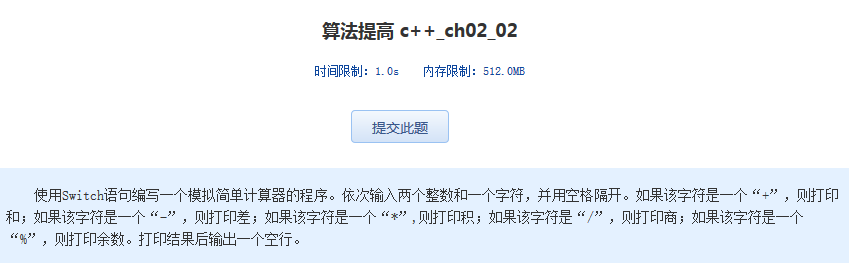 算法提高 c++_ch02_02
时间限制：1.0s 内存限制：512.0MB
提交此题
使用Switch语句编写一个模拟简单计算器的程序。依次输入两个整数和一个字符，并用空格隔开。如果该字符是一个“+”，则打印
和；如果该字符是一个“-”，则打印差；如果该字符是一个“*”,则打印积；如果该字符是“/”，则打印商；如果该字符是一个
“%”，则打印余数。打印结果后输出一个空行。